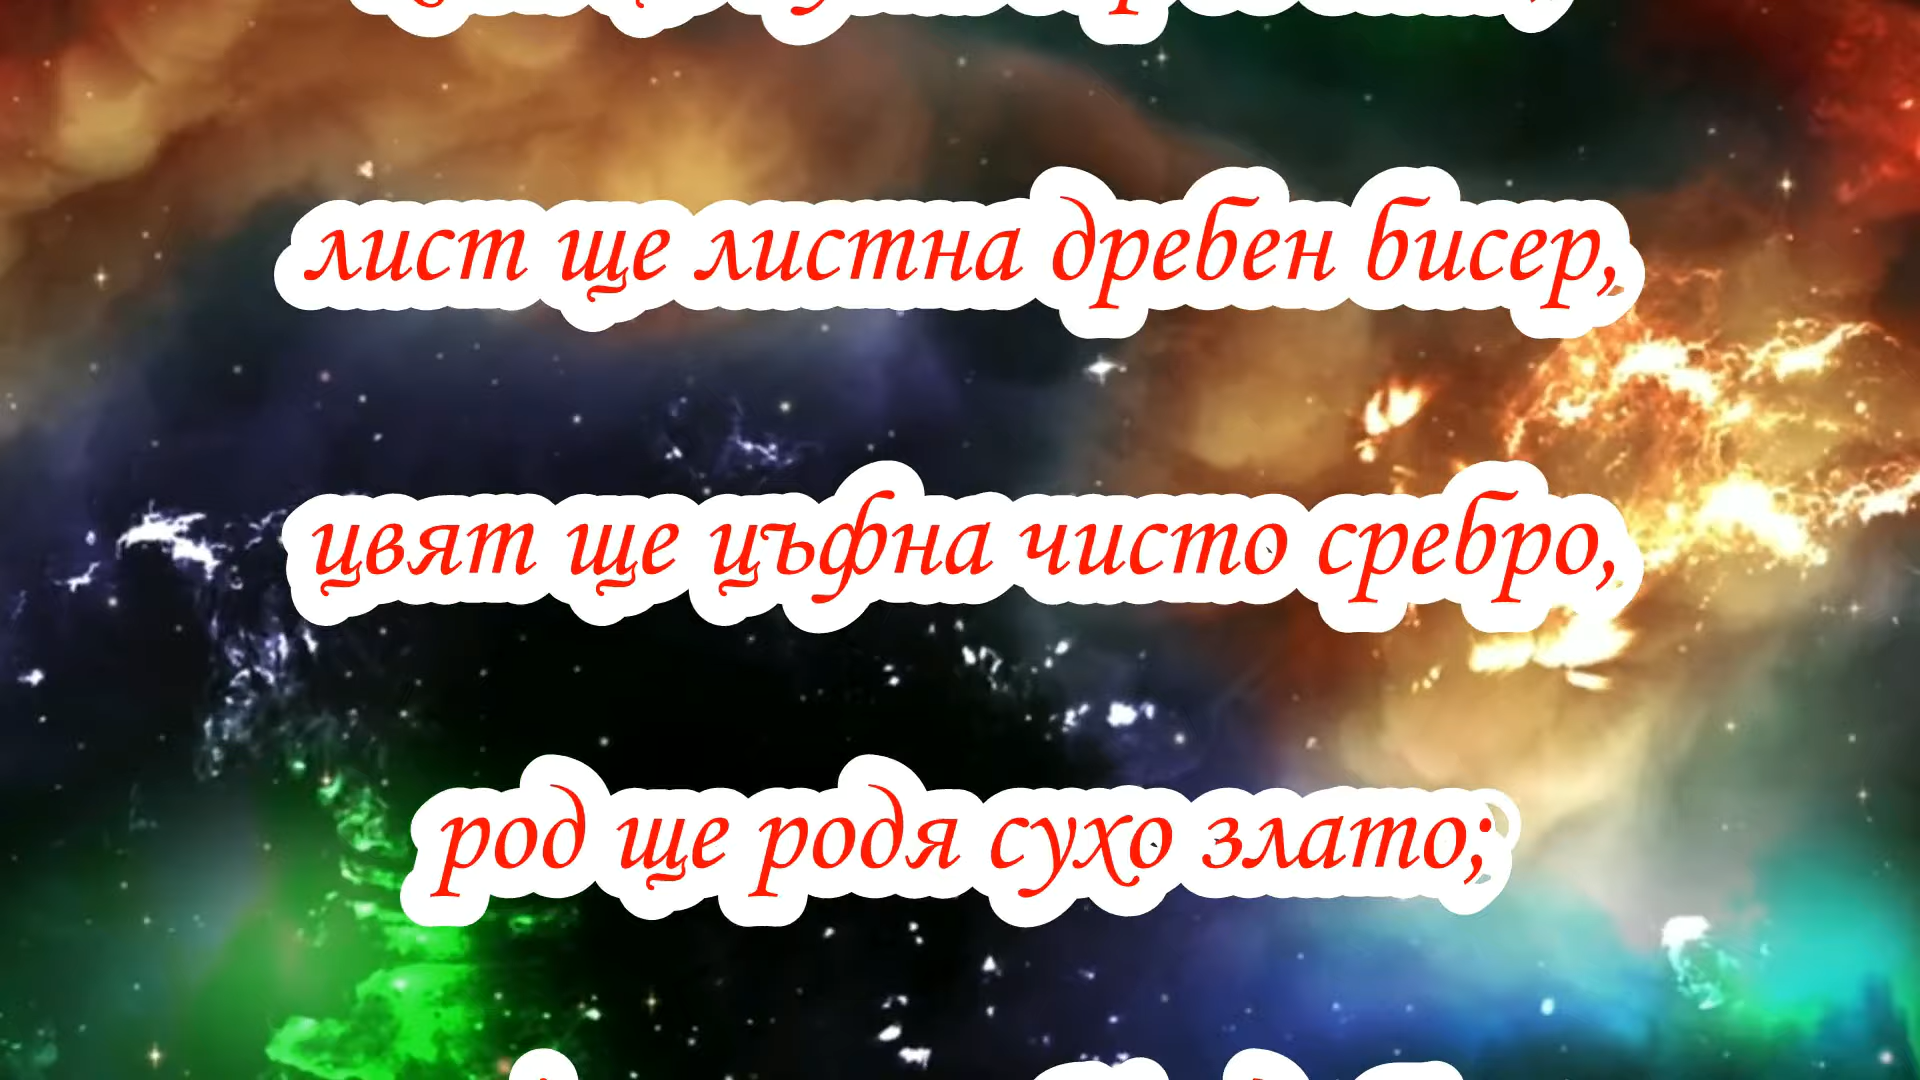 лист ще листна дребен бисер,
цвят ще цъфна чисто сребро,
род ще родя сухо злато;